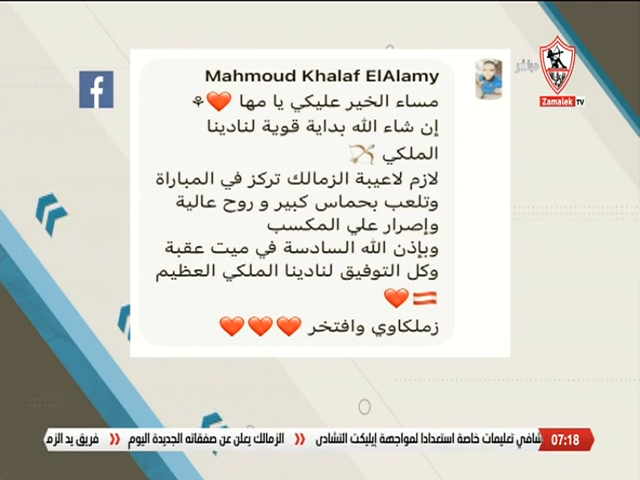 Mahmoud Khalaf ElAlamy
مساء الخير عليكي يا مها ❤️⚘
إن شاء الله بداية قوية لنادينا
الملكي 🏹
لازم لاعيبة الزمالك تركز في المباراة
وتلعب بحماس كبير و روح عالية
وإصرار علي المكسب
وبإذن الله السادسة في ميت عقبة
وكل التوفيق لنادينا الملكي العظيم
🇦🇹❤️
زملكاوي وافتخر ❤️❤️❤️
مباشر
Zamalek TV
07:18
شافي تعليمات خاصة استعدادا لمواجهة إيليكت التشادى » الزمالك يعلن عن صفقاته الجديدة اليوم » فريق يد الزم